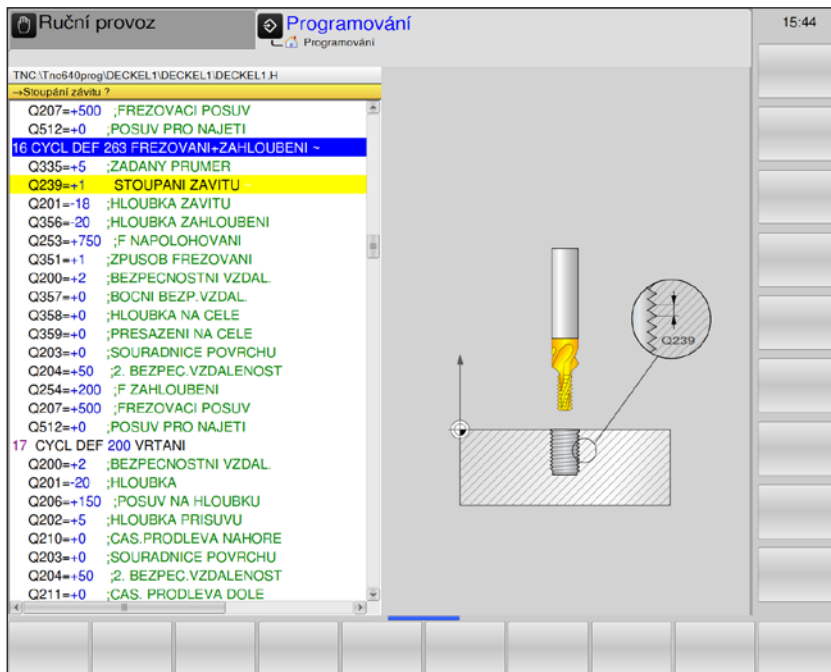 Ruční provoz
Programování
Programování
15:44
TNC:\Tnc640prog\DECKEL1\DECKEL1\DECKEL1.H
→Stoupání závitu ?
Q207=+500 ;FREZOVACI POSUV
Q512=+0 ;POSUV PRO NAJETI
16 CYCL DEF 263 FREZOVANI+ZAHLOUBENI ~
Q335=+5 ;ZADANY PRUMER
Q239=+1 STOUPANI ZAVITU ~
Q201=-18 ;HLOUBKA ZAVITU
Q356=-20 ;HLOUBKA ZAHLOUBENI
Q253=+750 ;F NAPOLOHOVANI
Q351=+1 ;ZPUSOB FREZOVANI
Q200=+2 ;BEZPECNOSTNI VZDAL.
Q357=+0 ;BOCNI BEZP.VZDAL.
Q358=+0 ;HLOUBKA NA CELE
Q359=+0 ;PRESAZENI NA CELE
Q203=+0 ;SOURADNICE POVRCHU
Q204=+50 ;2. BEZPEC.VZDALENOST
Q254=+200 ;F ZAHLOUBENI
Q207=+500 ;FREZOVACI POSUV
Q512=+0 ;POSUV PRO NAJETI
17 CYCL DEF 200 VRTANI
Q200=+2 ;BEZPECNOSTNI VZDAL.
Q201=-20 ;HLOUBKA
Q206=+150 ;POSUV NA HLOUBKU
Q202=+5 ;HLOUBKA PRISUVU
Q210=+0 ;CAS.PRODLEVA NAHORE
Q203=+0 ;SOURADNICE POVRCHU
Q204=+50 ;2. BEZPEC.VZDALENOST
Q211=+0 ;CAS. PRODLEVA DOLE
Q239